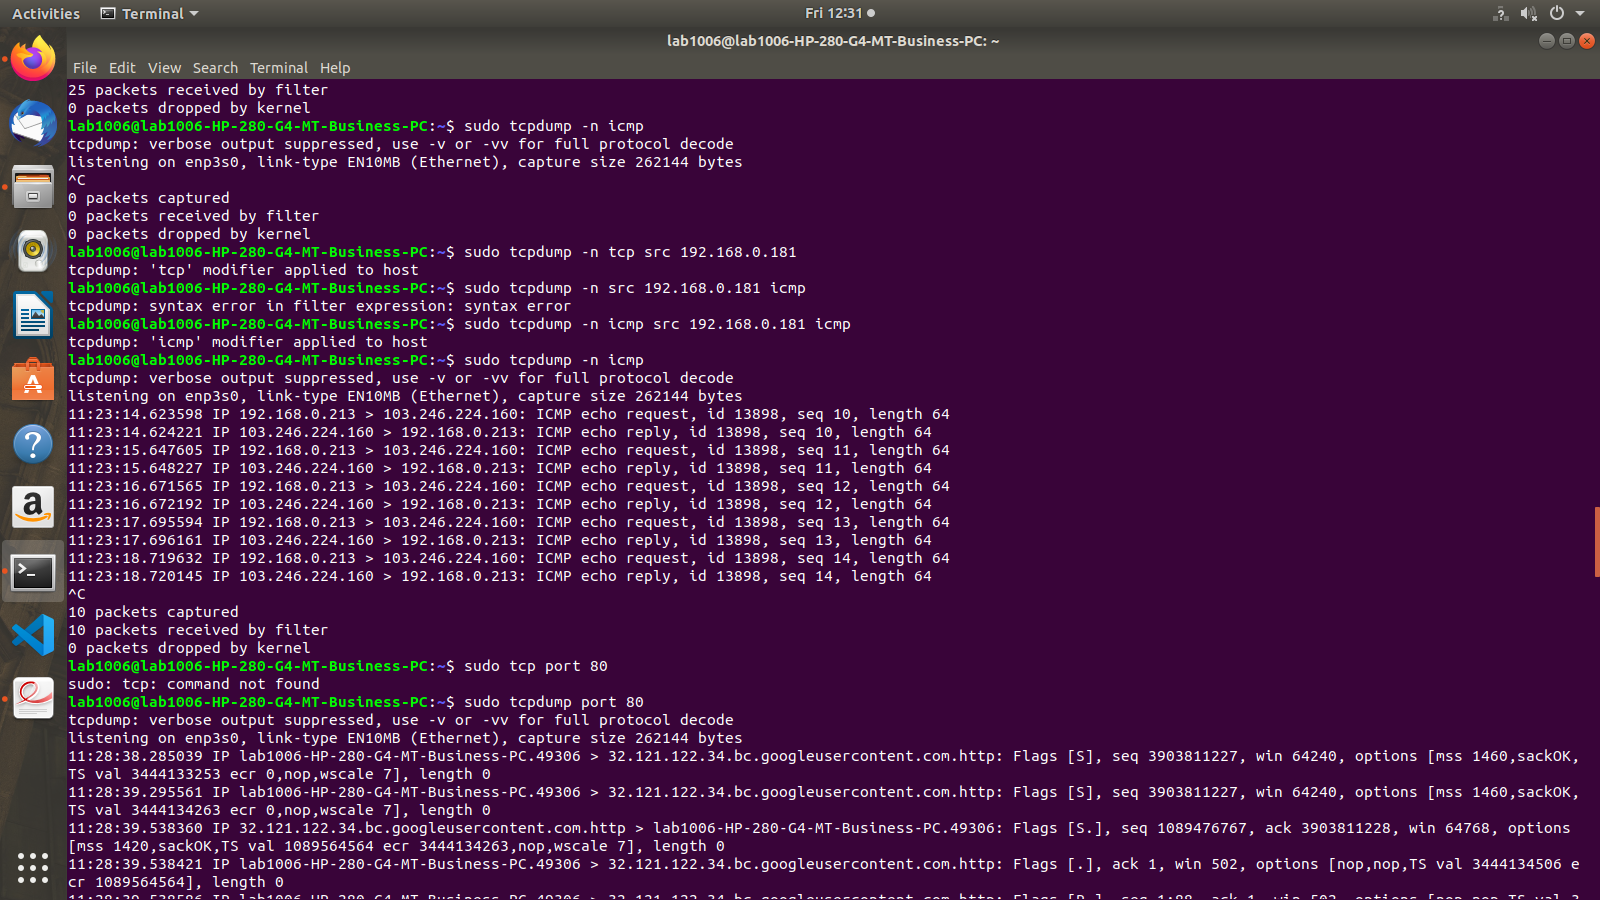 Activities
Terminal
Fri 12:31
lab1006@lab1006-HP-280-G4-MT-Business-PC: ~
File Edit View Search Terminal Help
25 packets received by filter
0 packets dropped by kernel
lab1006@lab1006-HP-280-G4-MT-Business-PC:~$ sudo tcpdump -n icmp
tcpdump: verbose output suppressed, use -v or -vv for full protocol decode
listening on enp3s0, link-type EN10MB (Ethernet), capture size 262144 bytes
^C
0 packets captured
0 packets received by filter
0 packets dropped by kernel
lab1006@lab1006-HP-280-G4-MT-Business-PC:~$ sudo tcpdump -n tcp src 192.168.0.181
tcpdump: 'tcp' modifier applied to host
lab1006@lab1006-HP-280-G4-MT-Business-PC:~$ sudo tcpdump -n src 192.168.0.181 icmp
tcpdump: syntax error in filter expression: syntax error
lab1006@lab1006-HP-280-G4-MT-Business-PC:~$ sudo tcpdump -n icmp src 192.168.0.181 icmp
tcpdump: 'icmp' modifier applied to host
lab1006@lab1006-HP-280-G4-MT-Business-PC:~$ sudo tcpdump -n icmp
tcpdump: verbose output suppressed, use -v or -vv for full protocol decode
listening on enp3s0, link-type EN10MB (Ethernet), capture size 262144 bytes
11:23:14.623598 IP 192.168.0.213 > 103.246.224.160: ICMP echo request, id 13898, seq 10, length 64
11:23:14.624221 IP 103.246.224.160 > 192.168.0.213: ICMP echo reply, id 13898, seq 10, length 64
11:23:15.647605 IP 192.168.0.213 > 103.246.224.160: ICMP echo request, id 13898, seq 11, length 64
11:23:15.648227 IP 103.246.224.160 > 192.168.0.213: ICMP echo reply, id 13898, seq 11, length 64
11:23:16.671565 IP 192.168.0.213 > 103.246.224.160: ICMP echo request, id 13898, seq 12, length 64
11:23:16.672192 IP 103.246.224.160 > 192.168.0.213: ICMP echo reply, id 13898, seq 12, length 64
11:23:17.695594 IP 192.168.0.213 > 103.246.224.160: ICMP echo request, id 13898, seq 13, length 64
11:23:17.696161 IP 103.246.224.160 > 192.168.0.213: ICMP echo reply, id 13898, seq 13, length 64
11:23:18.719632 IP 192.168.0.213 > 103.246.224.160: ICMP echo request, id 13898, seq 14, length 64
11:23:18.720145 IP 103.246.224.160 > 192.168.0.213: ICMP echo reply, id 13898, seq 14, length 64
^C
10 packets captured
10 packets received by filter
0 packets dropped by kernel
lab1006@lab1006-HP-280-G4-MT-Business-PC:~$ sudo tcp port 80
sudo: tcp: command not found
lab1006@lab1006-HP-280-G4-MT-Business-PC:~$ sudo tcpdump port 80
tcpdump: verbose output suppressed, use -v or -vv for full protocol decode
listening on enp3s0, link-type EN10MB (Ethernet), capture size 262144 bytes
11:28:38.285039 IP lab1006-HP-280-G4-MT-Business-PC.49306 > 32.121.122.34.bc.googleusercontent.com.http: Flags [S], seq 3903811227, win 64240, options [mss 1460,sackOK,
TS val 3444133253 ecr 0,nop,wscale 7], length 0
11:28:39.295561 IP lab1006-HP-280-G4-MT-Business-PC.49306 > 32.121.122.34.bc.googleusercontent.com.http: Flags [S], seq 3903811227, win 64240, options [mss 1460,sackOK,
TS val 3444134263 ecr 0,nop,wscale 7], length 0
11:28:39.538360 IP 32.121.122.34.bc.googleusercontent.com.http > lab1006-HP-280-G4-MT-Business-PC.49306: Flags [S.], seq 1089476767, ack 3903811228, win 64768, options
[mss 1420,sackOK,TS val 1089564564 ecr 3444134263,nop,wscale 7], length 0
11:28:39.538421 IP lab1006-HP-280-G4-MT-Business-PC.49306 > 32.121.122.34.bc.googleusercontent.com.http: Flags [.], ack 1, win 502, options [nop,nop,TS val 3444134506 e
cr 1089564564], length 0